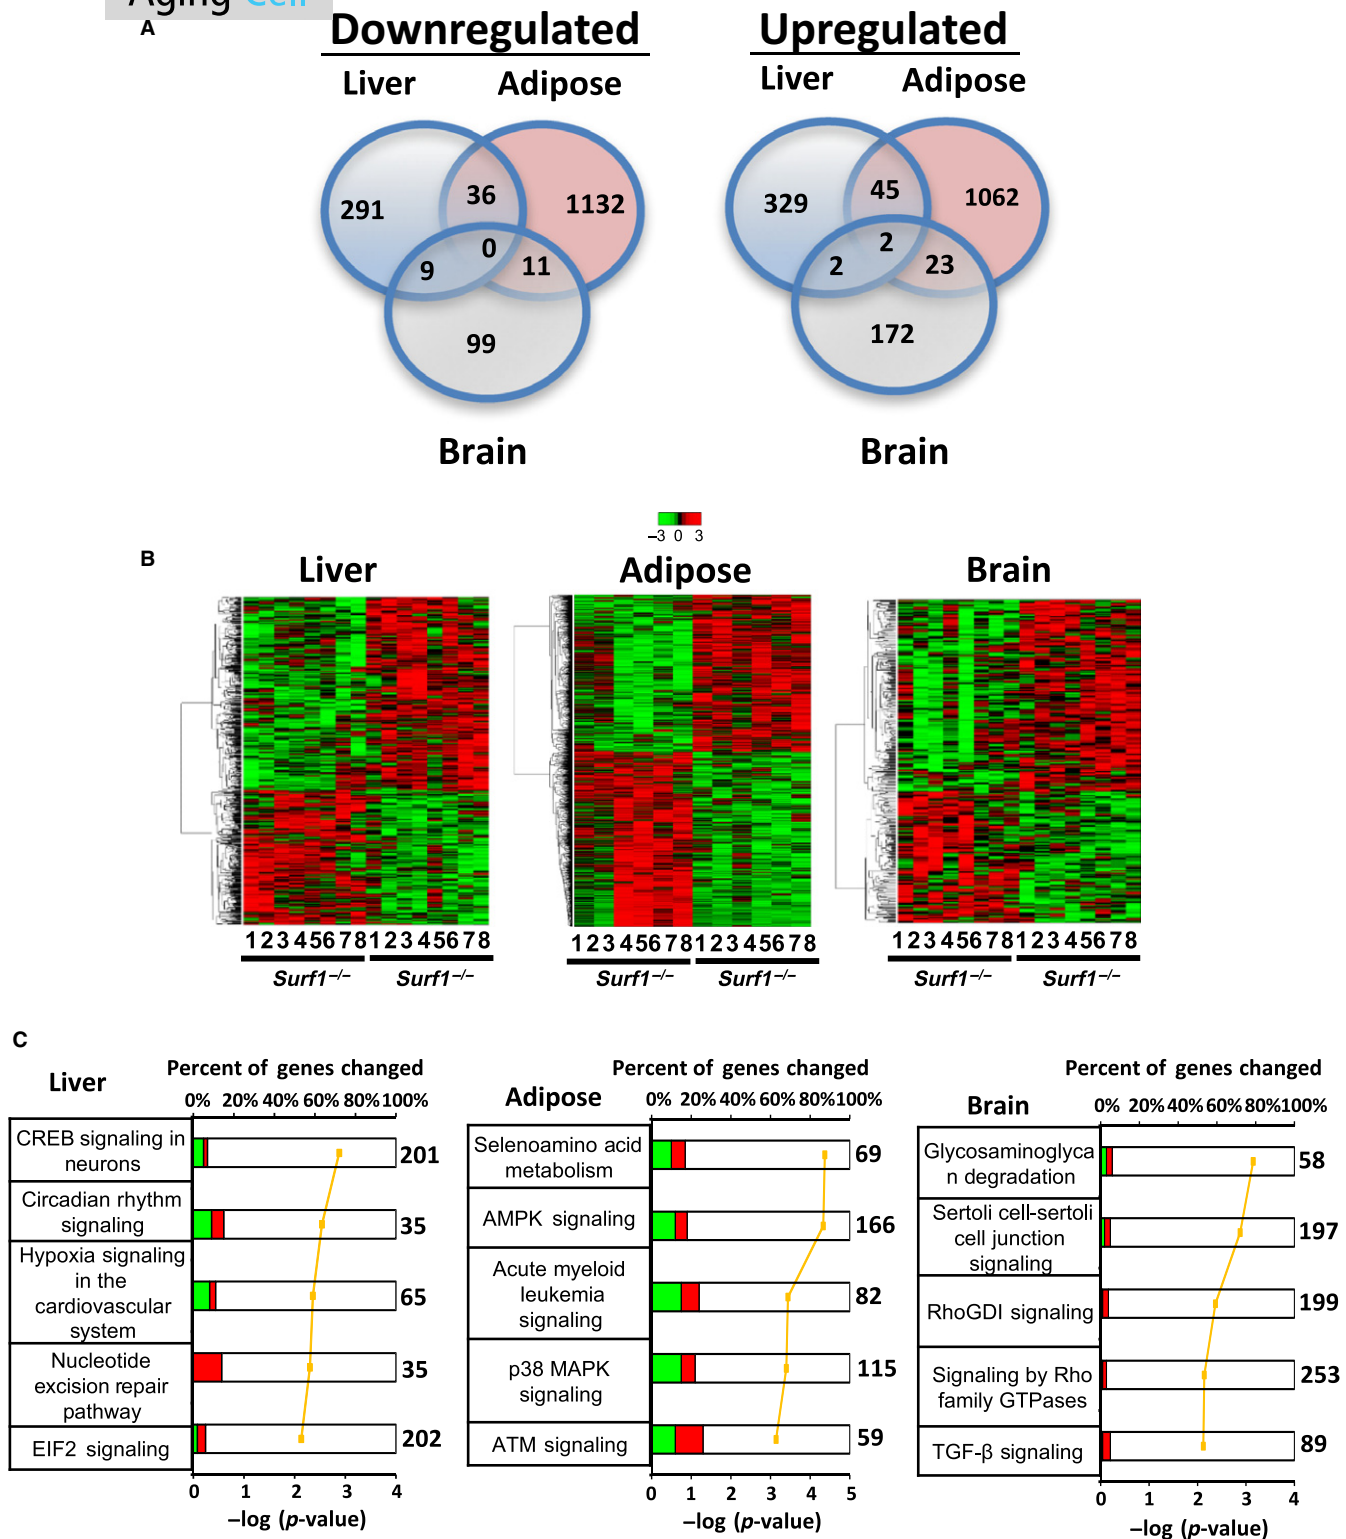 Aging Cell
A
Downregulated
Upregulated
Liver
Adipose
Liver
Adipose
291
36
1132
0
9
11
99
329
45
1062
2
2
23
172
Brain
Brain
–3 0 3
B
Liver
Adipose
Brain
1 2 3 4 5 6 7 8 1 2 3 4 5 6 7 8
1 2 3 4 5 6 7 8 1 2 3 4 5 6 7 8
1 2 3 4 5 6 7 8 1 2 3 4 5 6 7 8
Surf1–/– Surf1–/–
Surf1–/– Surf1–/–
Surf1–/– Surf1–/–
C
Liver
Percent of genes changed
0% 20% 40% 60% 80% 100%
CREB signaling in
neurons
201
Circadian rhythm
signaling
35
Hypoxia signaling
in the
cardiovascular
system
65
Nucleotide
excision repair
pathway
35
EIF2 signaling
202
0 1 2 3 4
–log (p-value)
Adipose
Percent of genes changed
0% 20% 40% 60% 80% 100%
Selenoamino acid
metabolism
69
AMPK signaling
166
Acute myeloid
leukemia
signaling
82
p38 MAPK
signaling
115
ATM signaling
59
0 1 2 3 4 5
–log (p-value)
Brain
Percent of genes changed
0% 20% 40% 60% 80% 100%
Glycosaminoglyca
n degradation
58
Sertoli cell-sertoli
cell junction
signaling
197
RhoGDI signaling
199
Signaling by Rho
family GTPases
253
TGF-β signaling
89
0 1 2 3 4
–log (p-value)